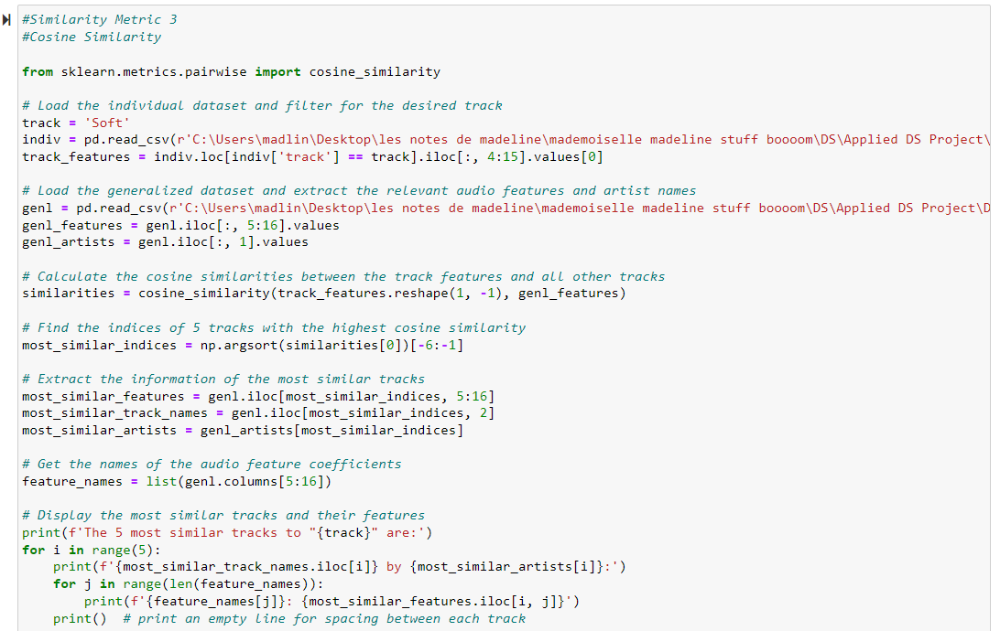 #Similarity Metric 3
#Cosine Similarity
from sklearn.metrics.pairwise import cosine_similarity
# Load the individual dataset and filter for the desired track
track = 'Soft'
indiv = pd.read_csv(r'C:\Users\madlin\Desktop\les notes de madeline\mademoiselle madeline stuff boooom\DS\Applied DS Project\
track_features = indiv.loc[indiv['track'] == track].iloc[:, 4:15].values[0]
# Load the generalized dataset and extract the relevant audio features and artist names
genl = pd.read_csv(r'C:\Users\madlin\Desktop\les notes de madeline\mademoiselle madeline stuff boooom\DS\Applied DS Project\D
genl_features = genl.iloc[:, 5:16].values
genl_artists = genl.iloc[:, 1].values
# Calculate the cosine similarities between the track features and all other tracks
similarities = cosine_similarity(track_features.reshape(1, -1), genl_features)
# Find the indices of 5 tracks with the highest cosine similarity
most_similar_indices = np.argsort(similarities[0])[-6:-1]
# Extract the information of the most similar tracks
most_similar_features = genl.iloc[most_similar_indices, 5:16]
most_similar_track_names = genl.iloc[most_similar_indices, 2]
most_similar_artists = genl_artists[most_similar_indices]
# Get the names of the audio feature coefficients
feature_names = list(genl.columns[5:16])
# Display the most similar tracks and their features
print(f'The 5 most similar tracks to "{track}" are:')
for i in range(5):
    print(f'{most_similar_track_names.iloc[i]} by {most_similar_artists[i]}:')
    for j in range(len(feature_names)):
        print(f'{feature_names[j]}: {most_similar_features.iloc[i, j]}')
    print()  # print an empty line for spacing between each track